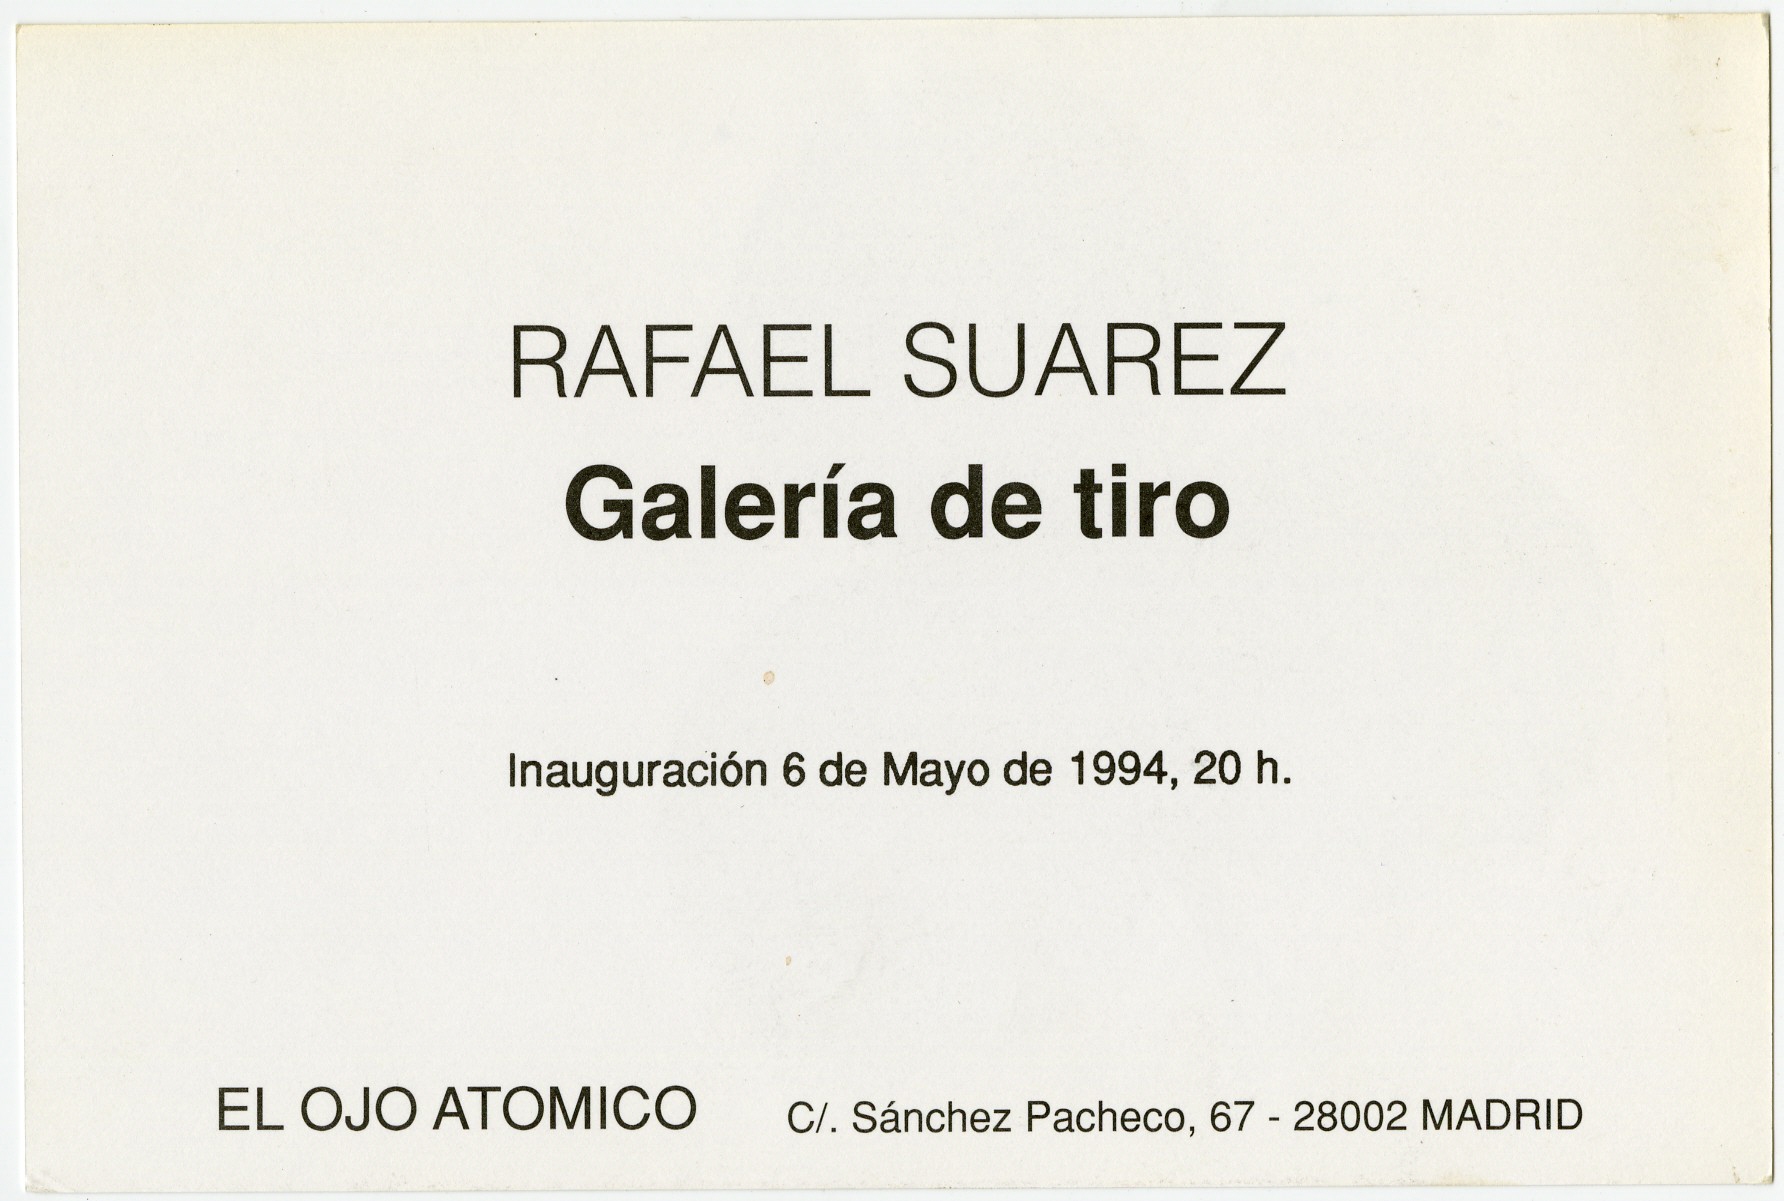 RAFAEL SUAREZ
Galería de tiro
Inauguración 6 de Mayo de 1994, 20 h.
EL OJO ATOMICO C/. Sánchez Pacheco, 67 - 28002 MADRID